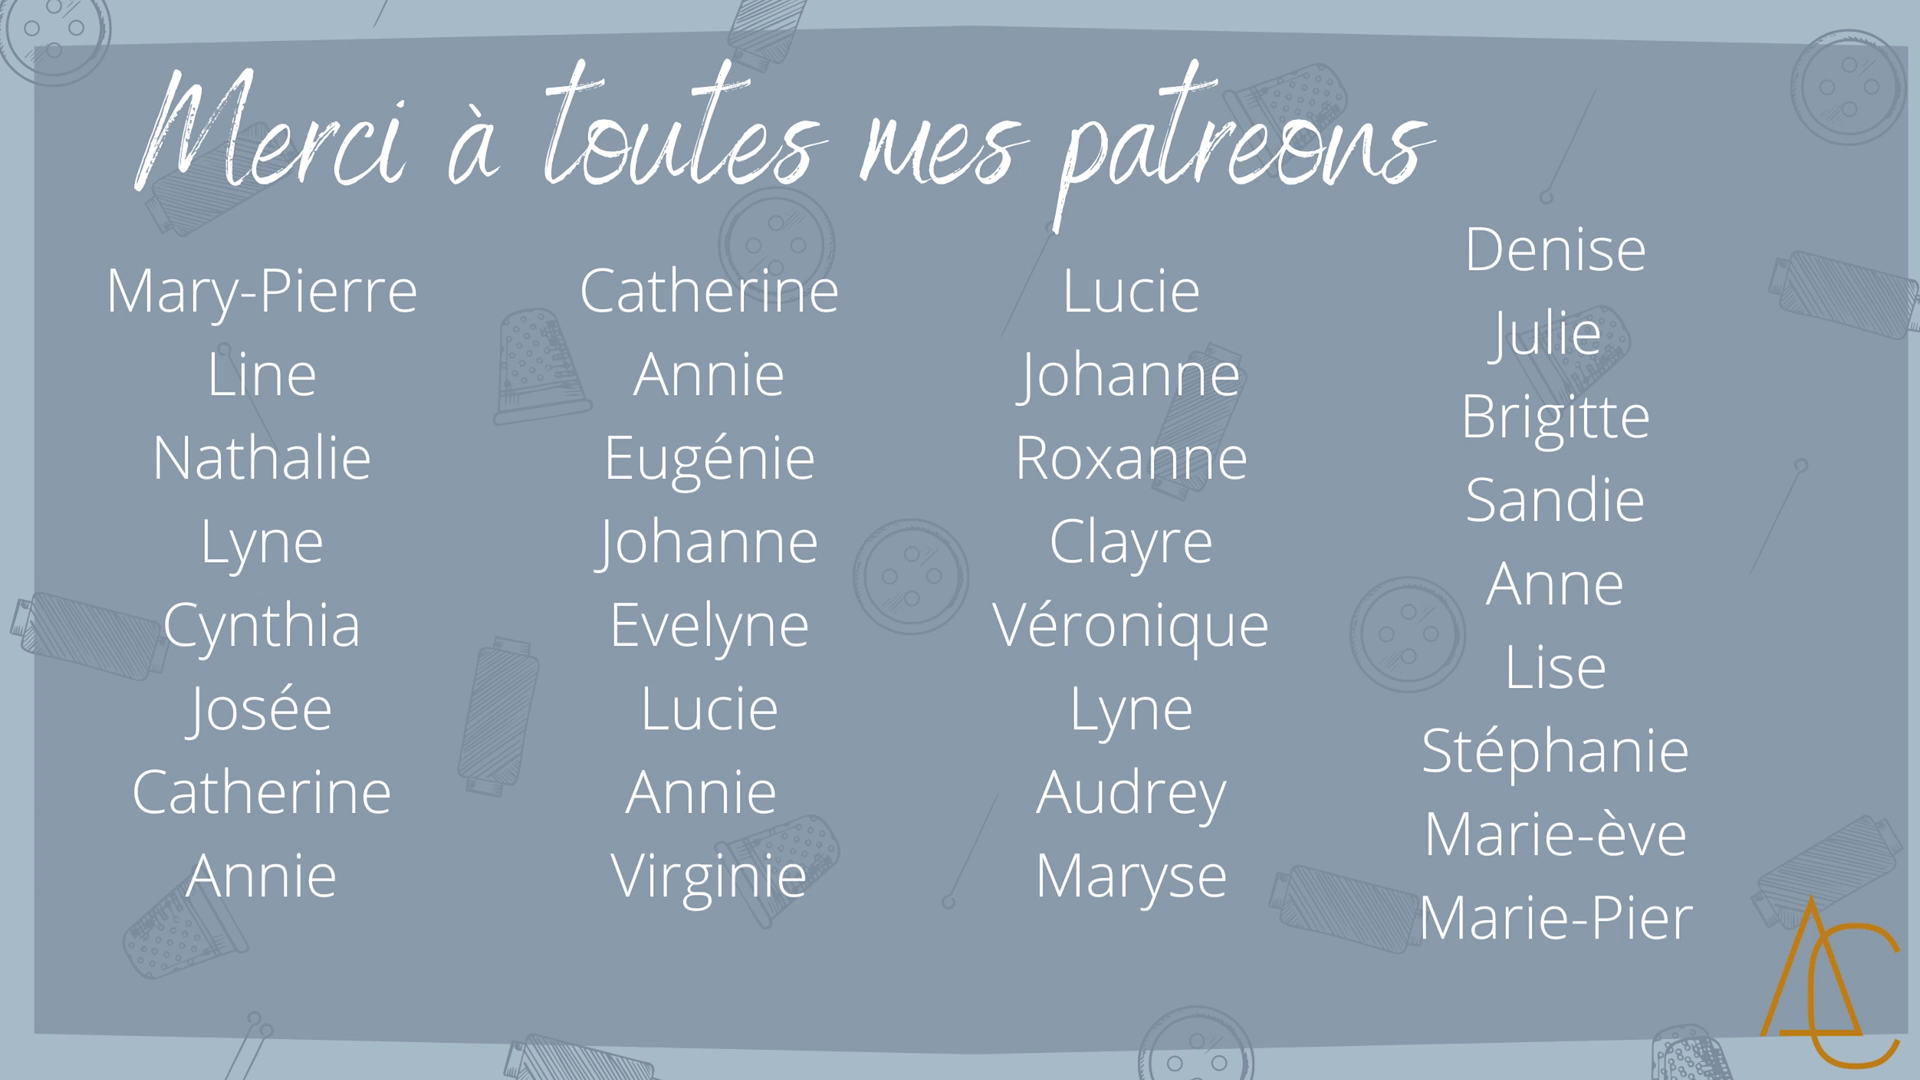 Merci à toutes mes patreons
Mary-Pierre
Line
Nathalie
Lyne
Cynthia
Josée
Catherine
Annie
Catherine
Annie
Eugénie
Johanne
Evelyne
Lucie
Annie
Virginie
Lucie
Johanne
Roxanne
Clayre
Véronique
Lyne
Audrey
Maryse
Denise
Julie
Brigitte
Sandie
Anne
Lise
Stéphanie
Marie-ève
Marie-Pier
AC